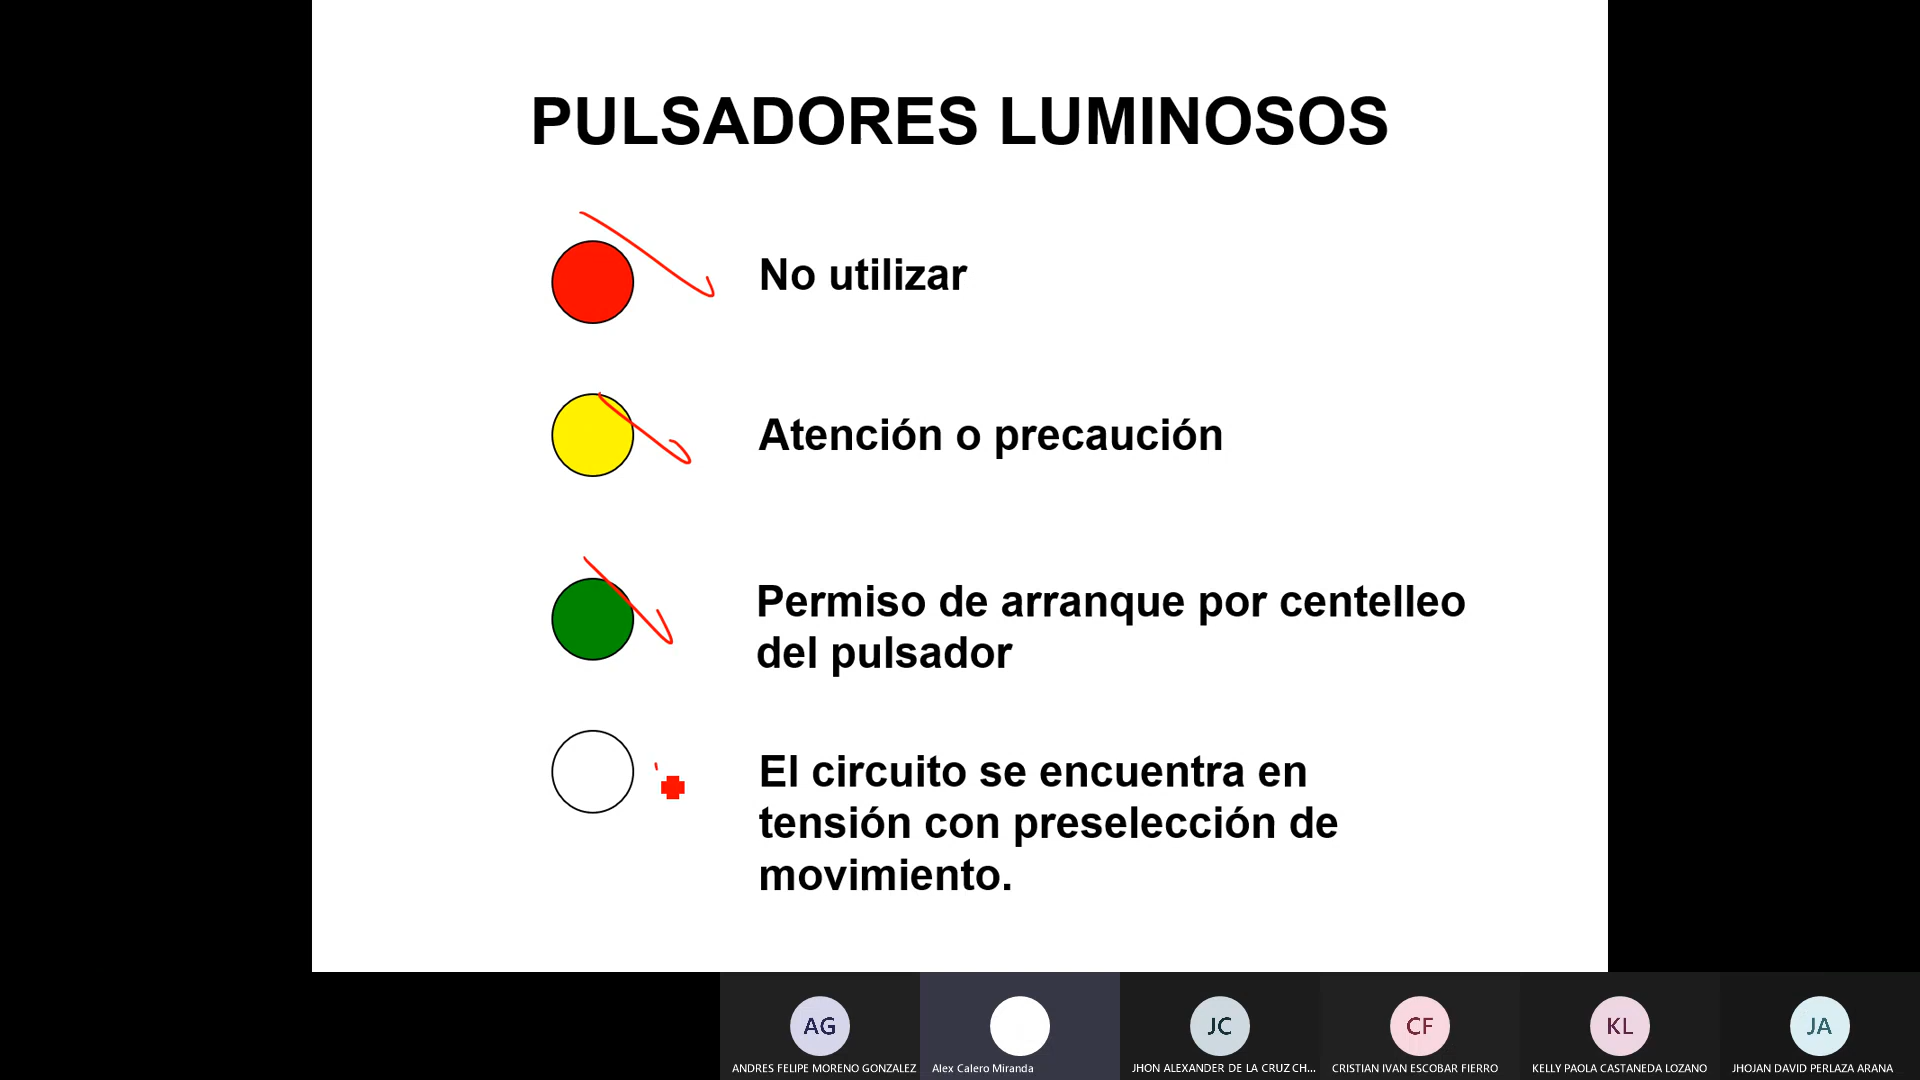 PULSADORES LUMINOSOS
No utilizar
Atención o precaución
Permiso de arranque por centelleo
del pulsador
El circuito se encuentra en
tensión con preselección de
movimiento.
AG
JC
CF
KL
JA
ANDRES FELIPE MORENO GONZALEZ
Alex Calero Miranda
JHON ALEXANDER DE LA CRUZ CH...
CRISTIAN IVAN ESCOBAR FIERRO
KELLY PAOLA CASTANEDA LOZANO
JHOJAN DAVID PERLAZA ARANA